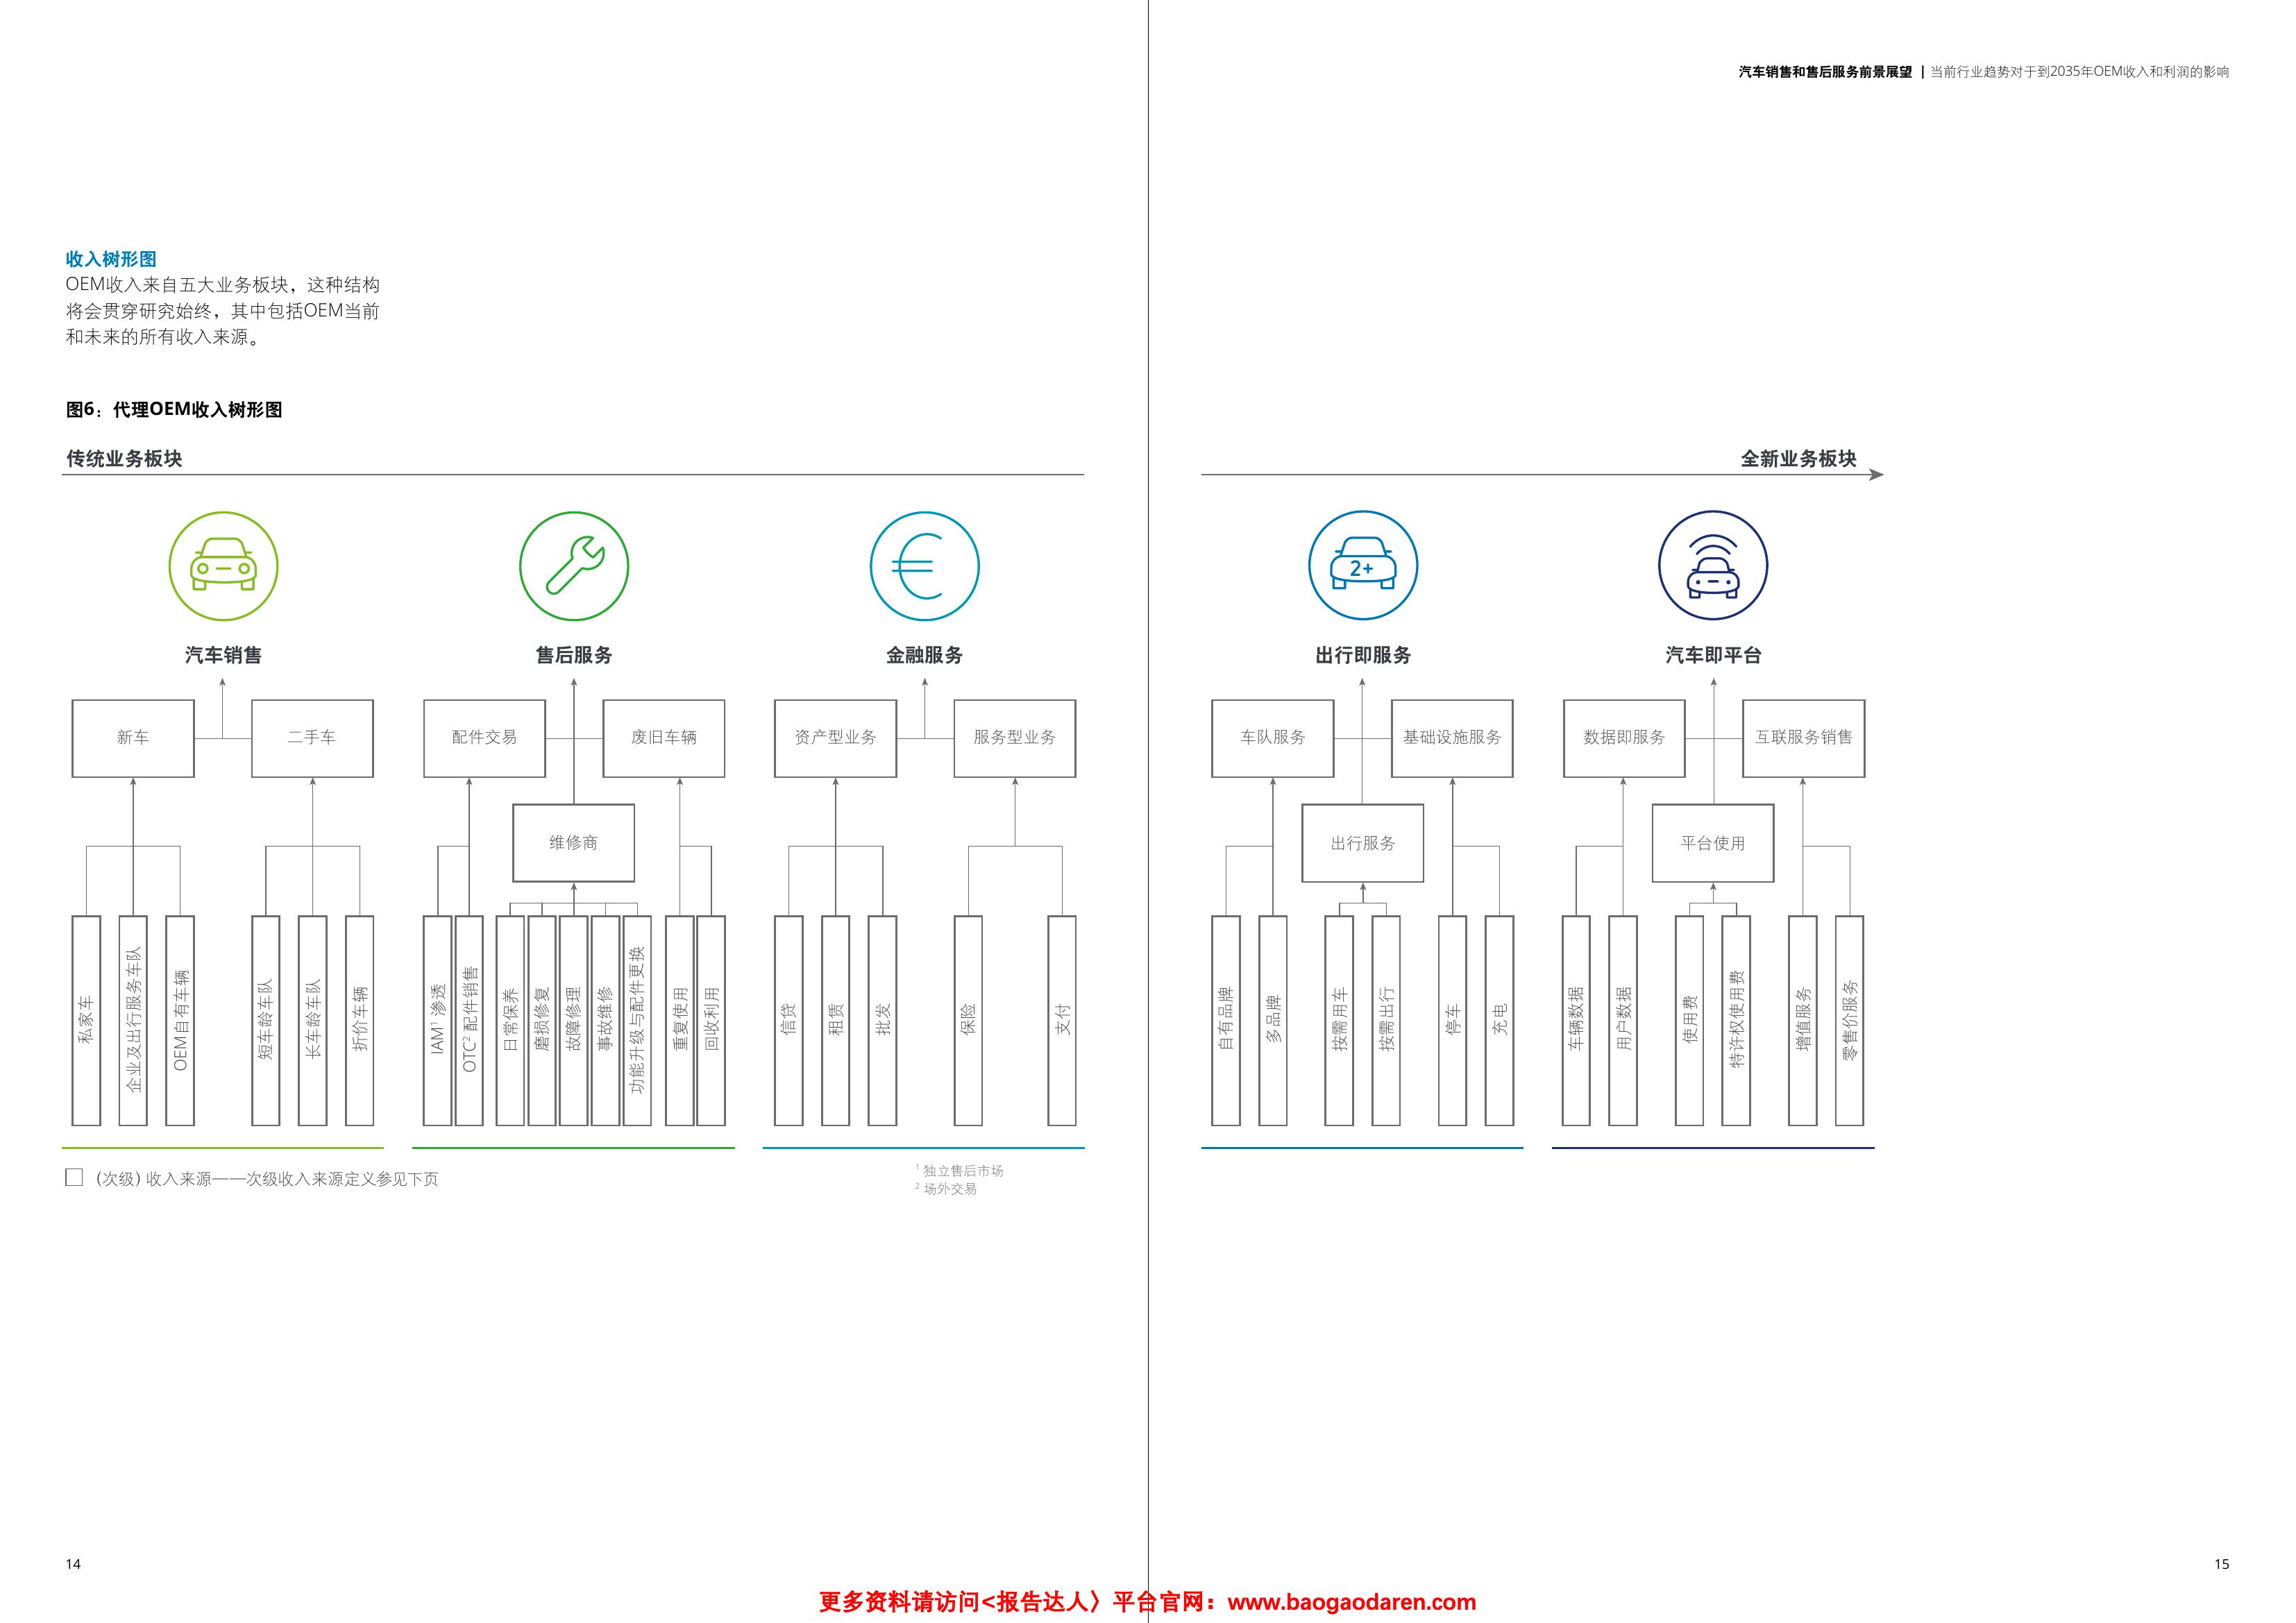 汽车销售和售后服务前景展望 | 当前行业趋势对于到2035年OEM收入和利润的影响
收入树形图
OEM收入来自五大业务板块，这种结构
将会贯穿研究始终，其中包括OEM当前
和未来的所有收入来源。
图6：代理OEM收入树形图
传统业务板块
全新业务板块
2+
汽车销售
售后服务
金融服务
出行即服务
汽车即平台
新车
二手车
配件交易
废旧车辆
资产型业务
服务型业务
车队服务
基础设施服务
数据即服务
互联服务销售
维修商
出行服务
平台使用
私家车
企业及出行服务车队
OEM自有车辆
短车龄车队
长车龄车队
折价车辆
IAM¹ 渗透
OTC² 配件销售
日常保养
磨损修复
故障修理
事故维修
功能升级与配件更换
重复使用
回收利用
信贷
租赁
批发
保险
支付
自有品牌
多品牌
按需用车
按需出行
停车
充电
车辆数据
用户数据
使用费
特许权使用费
增值服务
零售价服务
(次级) 收入来源——次级收入来源定义参见下页
¹ 独立售后市场
² 场外交易
14
15
更多资料请访问<报告达人〉平台官网：www.baogaodaren.com